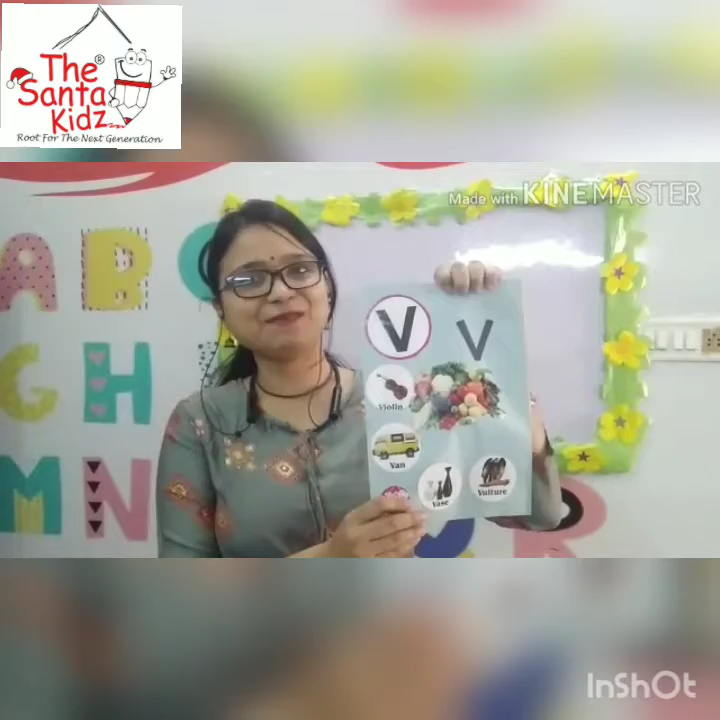 The
Santa
Kidz
®
Root For The Next Generation
Made with KINEMASTER
A B C
G H
M N
R
V V
Violin
Van
Vase
Vulture
InShOt